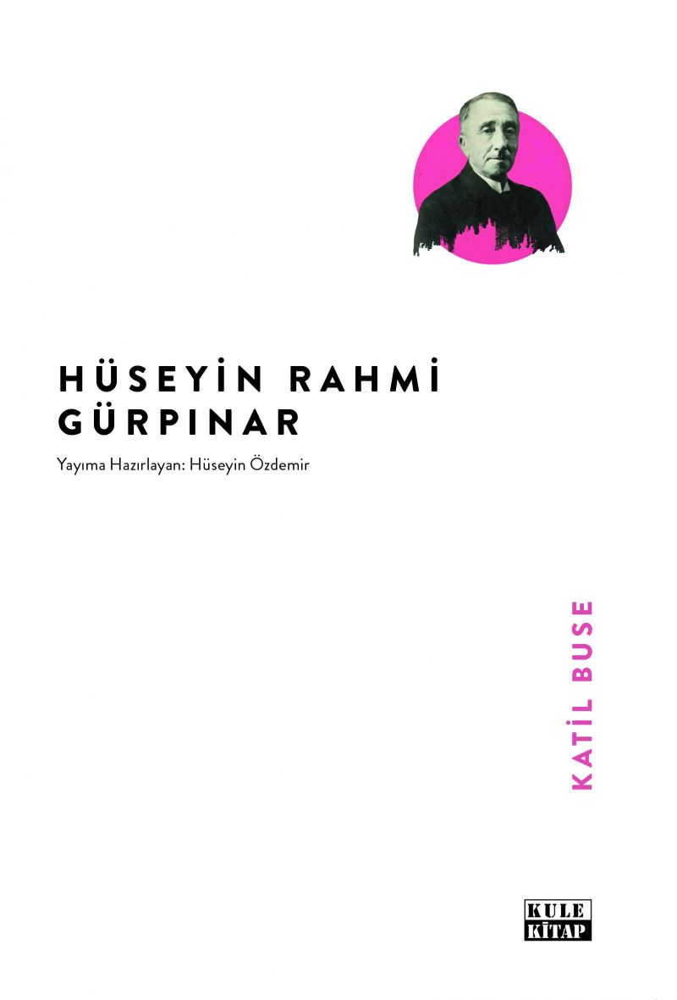 HÜSEYİN RAHMİ
GÜRPINAR
Yayıma Hazırlayan: Hüseyin Özdemir
KATİL BUSE
KULE
KİTAP